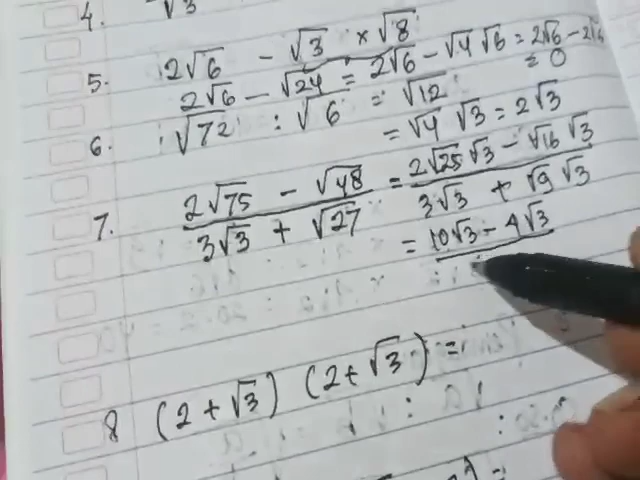 4. √3
5. 2√6 - √3 × √8
2√6 - √24 = 2√6 - √4 √6 = 2√6 - 2√6
= 0
6. √72 : √6 = √12
= √4 √3 = 2√3
7. 2√75 - √48 / 3√3 + √27 = 2√25 √3 - √16 √3 / 3√3 + √9 √3
= 10√3 - 4√3
8 (2 + √3) (2 + √3) =